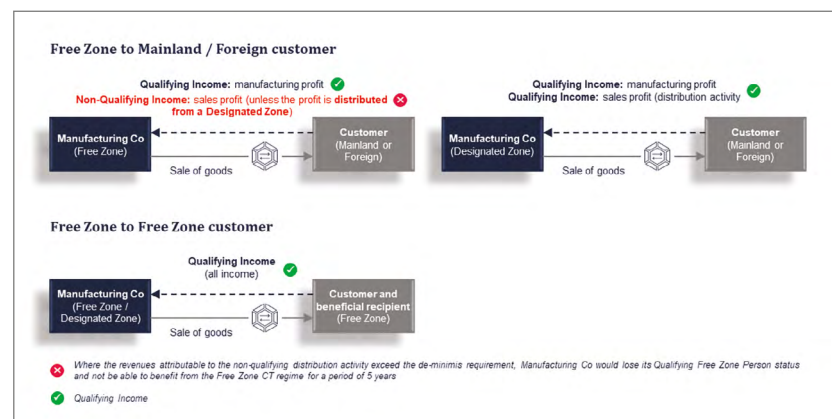 Free Zone to Mainland / Foreign customer
Qualifying Income: manufacturing profit
Non-Qualifying Income: sales profit (unless the profit is distributed
from a Designated Zone)
Manufacturing Co
(Free Zone)
Sale of goods
Customer
(Mainland or
Foreign)
Qualifying Income: manufacturing profit
Qualifying Income: sales profit (distribution activity
Manufacturing Co
(Designated Zone)
Sale of goods
Customer
(Mainland or
Foreign)
Free Zone to Free Zone customer
Qualifying Income
(all income)
Manufacturing Co
(Free Zone /
Designated Zone)
Sale of goods
Customer and
beneficial recipient
(Free Zone)
Where the revenues attributable to the non-qualifying distribution activity exceed the de-minimis requirement, Manufacturing Co would lose its Qualifying Free Zone Person status
and not be able to benefit from the Free Zone CT regime for a period of 5 years
Qualifying Income